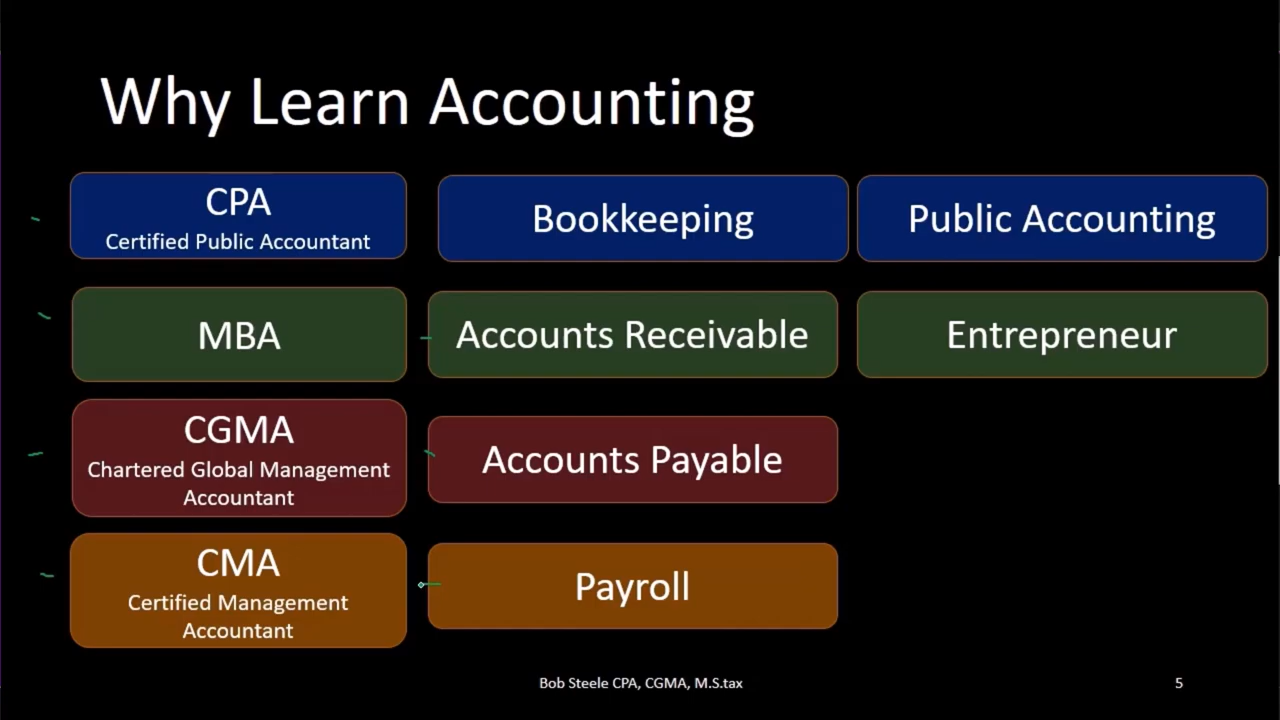 Why Learn Accounting
CPA
Certified Public Accountant
Bookkeeping
Public Accounting
MBA
Accounts Receivable
Entrepreneur
CGMA
Chartered Global Management
Accountant
Accounts Payable
CMA
Certified Management
Accountant
Payroll
Bob Steele CPA, CGMA, M.S.tax
5